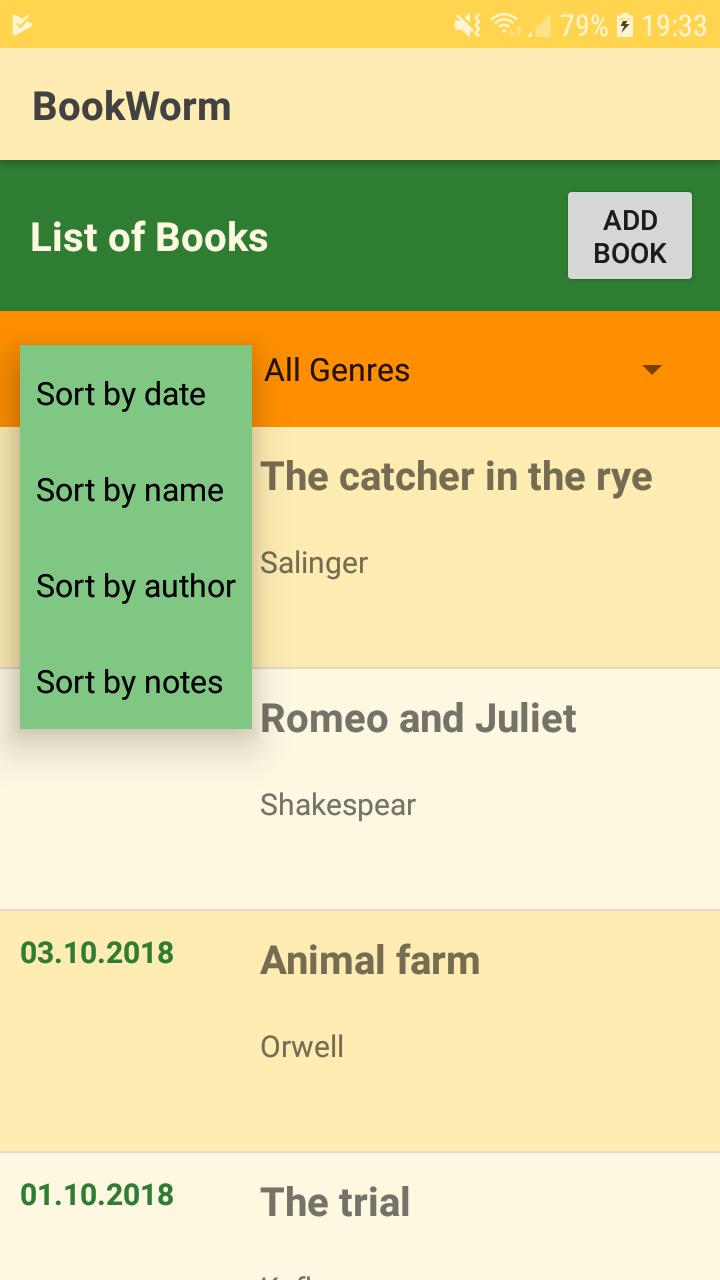 79% 19:33
BookWorm
List of Books
ADD
BOOK
Sort by date
Sort by name
Sort by author
Sort by notes
All Genres
The catcher in the rye
Salinger
Romeo and Juliet
Shakespear
03.10.2018
Animal farm
Orwell
01.10.2018
The trial